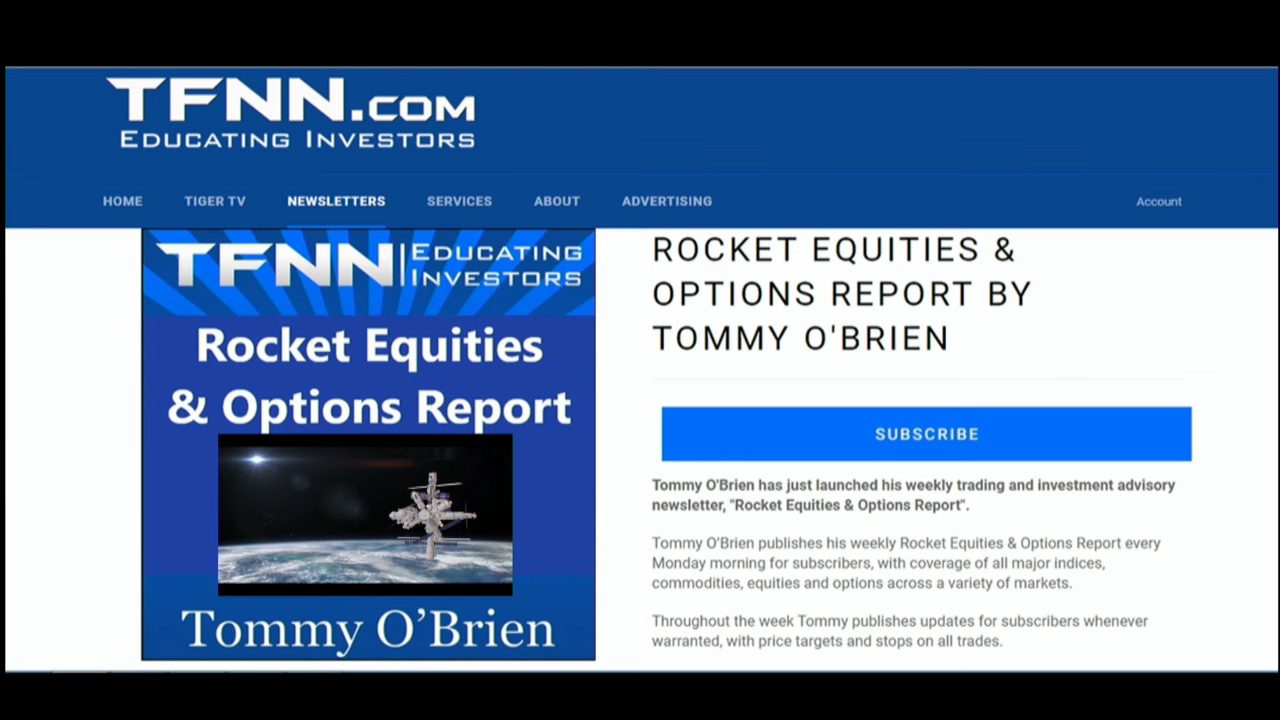 TFNN.COM
EDUCATING INVESTORS
HOME TIGER TV NEWSLETTERS SERVICES ABOUT ADVERTISING Account
TFNN EDUCATING
INVESTORS
Rocket Equities
& Options Report
Tommy O’Brien
ROCKET EQUITIES &
OPTIONS REPORT BY
TOMMY O'BRIEN
SUBSCRIBE
Tommy O'Brien has just launched his weekly trading and investment advisory
newsletter, "Rocket Equities & Options Report".
Tommy O’Brien publishes his weekly Rocket Equities & Options Report every
Monday morning for subscribers, with coverage of all major indices,
commodities, equities and options across a variety of markets.
Throughout the week Tommy publishes updates for subscribers whenever
warranted, with price targets and stops on all trades.